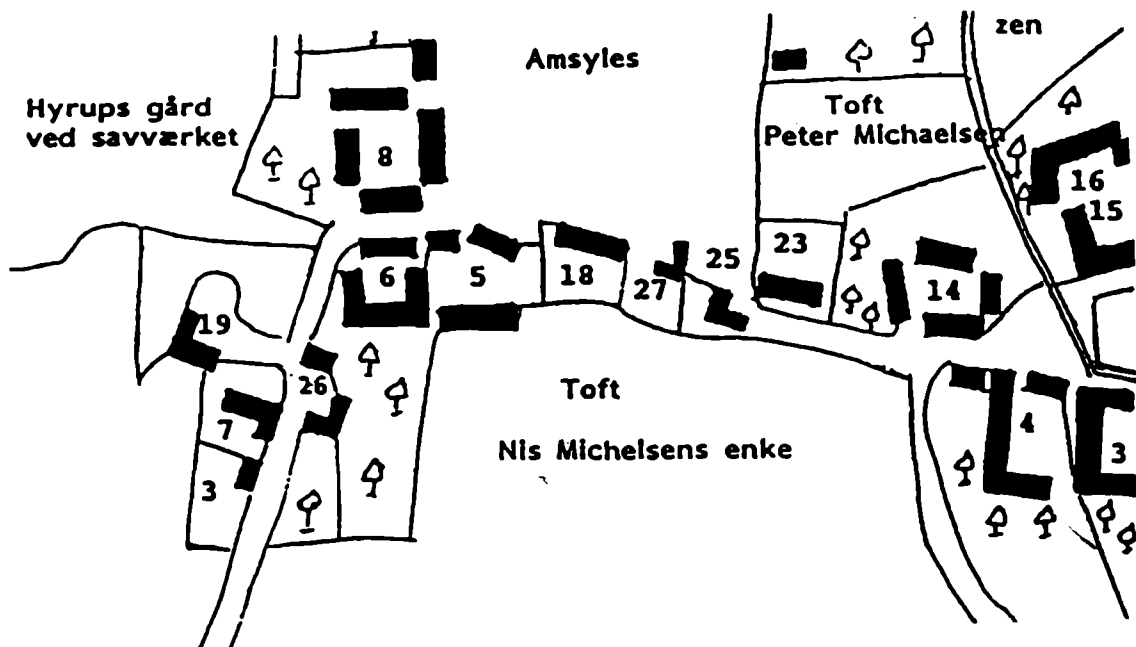 zen
Amsyles
Hyrups gård
ved savværket
Toft
Peter Michaelsen
8
16
15
23
25
6
5
18
27
14
19
26
Toft
7
4
Nis Michelsens enke
3
3